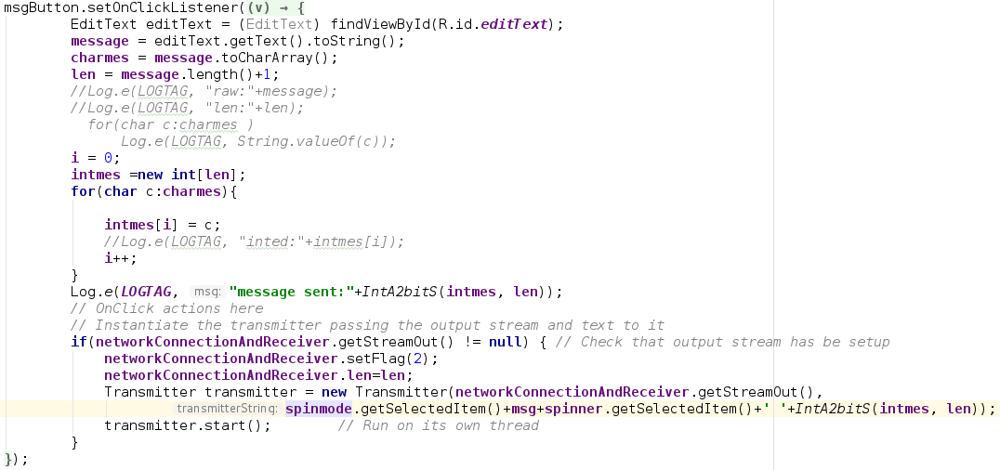 msgButton.setOnClickListener((v) → {
        EditText editText = (EditText) findViewById(R.id.editText);
        message = editText.getText().toString();
        charmes = message.toCharArray();
        len = message.length()+1;
        //Log.e(LOGTAG, "raw:"+message);
        //Log.e(LOGTAG, "len:"+len);
          for(char c:charmes )
              Log.e(LOGTAG, String.valueOf(c));
        i = 0;
        intmes =new int[len];
        for(char c:charmes){
            intmes[i] = c;
            //Log.e(LOGTAG, "inted:"+intmes[i]);
            i++;
        }
        Log.e(LOGTAG, msg: "message sent:"+IntA2bitS(intmes, len));
        // OnClick actions here
        // Instantiate the transmitter passing the output stream and text to it
        if(networkConnectionAndReceiver.getStreamOut() != null) { // Check that output stream has be setup
            networkConnectionAndReceiver.setFlag(2);
            networkConnectionAndReceiver.len=len;
            Transmitter transmitter = new Transmitter(networkConnectionAndReceiver.getStreamOut(),
                    transmitterString: spinmode.getSelectedItem()+msg+spinner.getSelectedItem()+' '+IntA2bitS(intmes, len));
            transmitter.start();        // Run on its own thread
        }
});